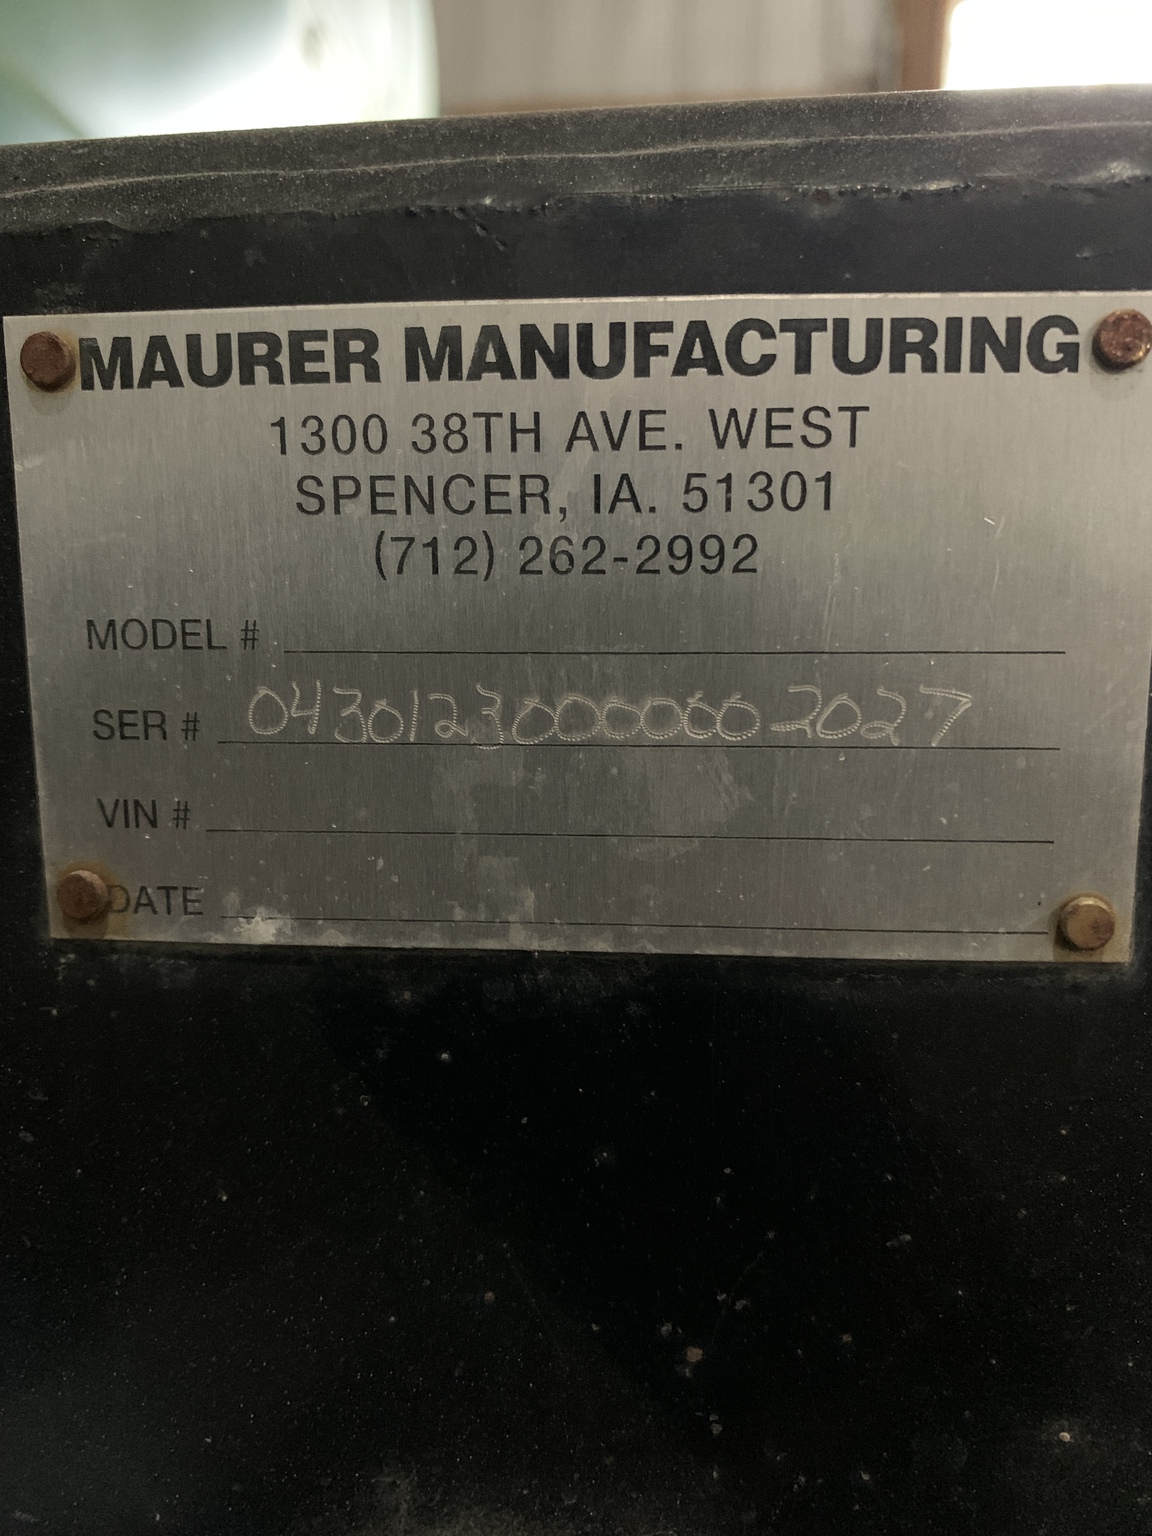 MAURER MANUFACTURING
1300 38TH AVE. WEST
SPENCER, IA. 51301
(712) 262-2992
MODEL #
SER # 04301230000002027
VIN #
DATE